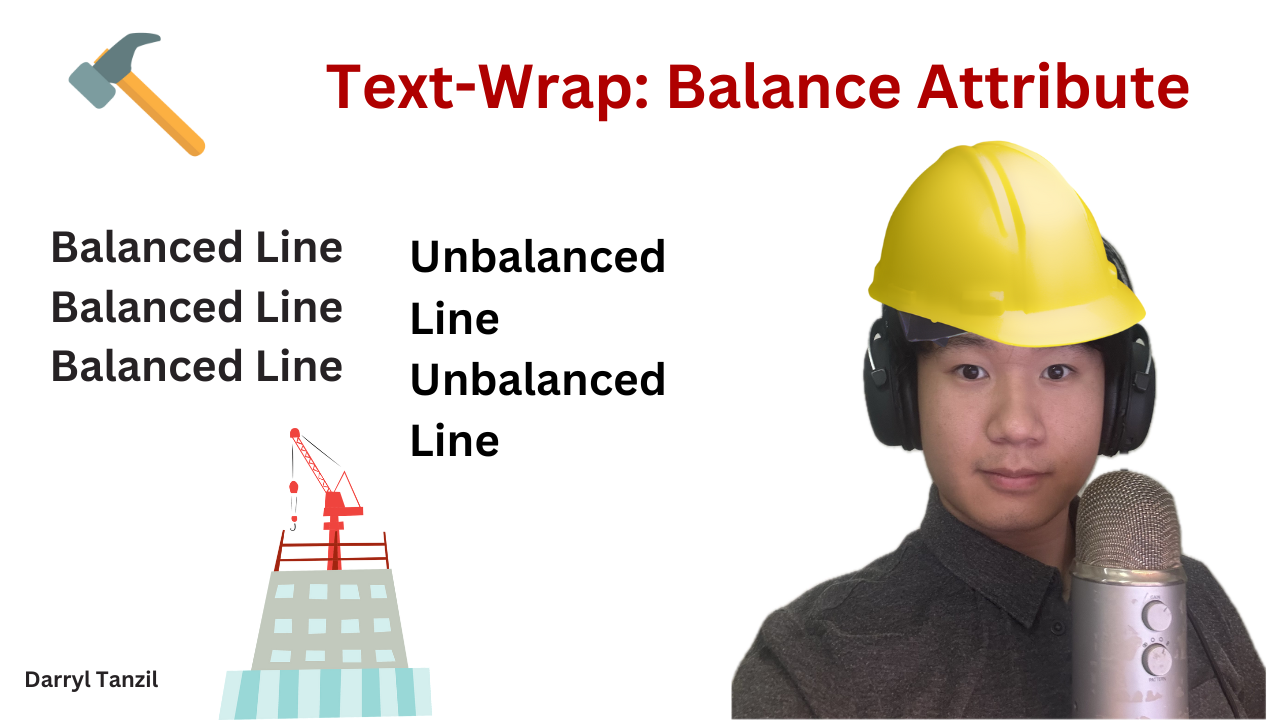 Text-Wrap: Balance Attribute
Balanced Line
Balanced Line
Balanced Line
Unbalanced
Line
Unbalanced
Line
Darryl Tanzil